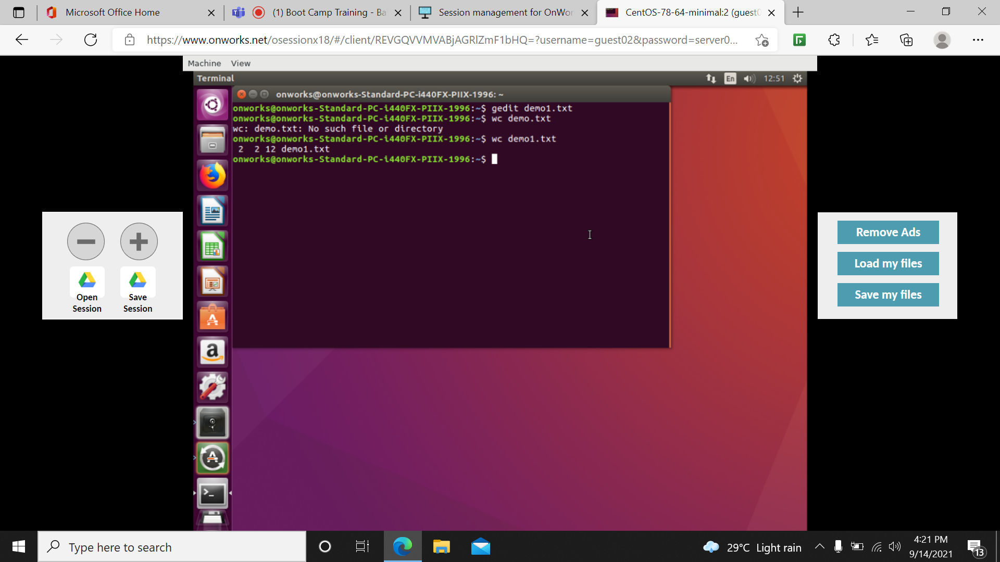 Microsoft Office Home
(1) Boot Camp Training - Ba
Session management for OnWor
CentOS-78-64-minimal:2 (guest0
https://www.onworks.net/osessionx18/#/client/REVGQVVMVABjAGRlZmF1bHQ=?username=guest02&password=server0...
Machine View
Terminal
En
12:51
onworks@onworks-Standard-PC-i440FX-PIIX-1996: ~
onworks@onworks-Standard-PC-i440FX-PIIX-1996:~$ gedit demo1.txt
onworks@onworks-Standard-PC-i440FX-PIIX-1996:~$ wc demo.txt
wc: demo.txt: No such file or directory
onworks@onworks-Standard-PC-i440FX-PIIX-1996:~$ wc demo1.txt
2 2 12 demo1.txt
onworks@onworks-Standard-PC-i440FX-PIIX-1996:~$
Open
Session
Save
Session
Remove Ads
Load my files
Save my files
Type here to search
29°C Light rain
4:21 PM
9/14/2021
13